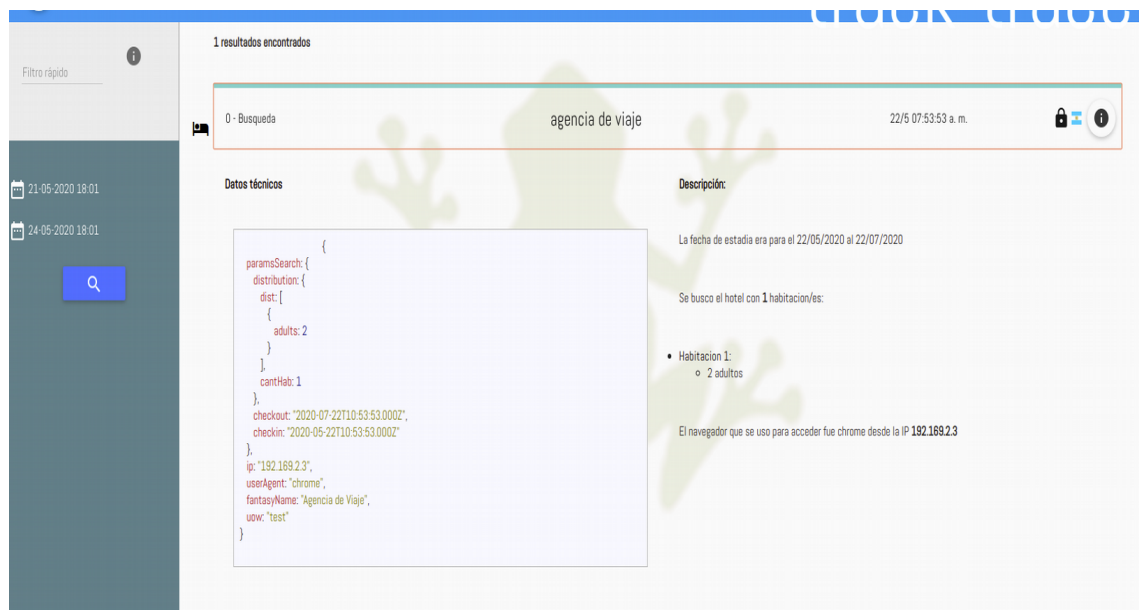 1 resultados encontrados
Filtro rápido
0 - Busqueda
agencia de viaje
22/5 07:53:53 a. m.
21-05-2020 18:01
24-05-2020 18:01
Datos técnicos
{
paramsSearch: {
distribution: {
dist: [
{
adults: 2
}
],
cantHab: 1
},
checkout: "2020-07-22T10:53:53.000Z",
checkin: "2020-05-22T10:53:53.000Z"
},
ip: "192.169.2.3",
userAgent: "chrome",
fantasyName: "Agencia de Viaje",
uow: "test"
}
Descripción:
La fecha de estadia era para el 22/05/2020 al 22/07/2020
Se busco el hotel con 1 habitacion/es:
Habitacion 1:
2 adultos
El navegador que se uso para acceder fue chrome desde la IP 192.169.2.3